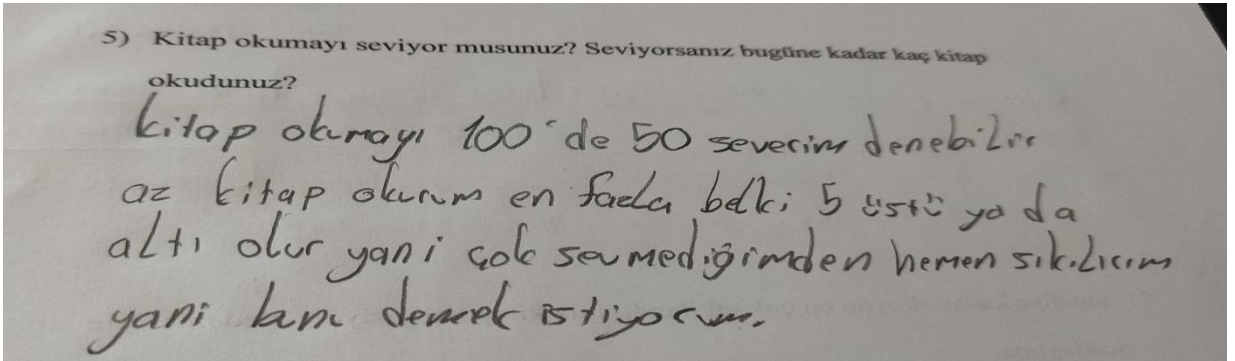 5) Kitap okumayı seviyor musunuz? Seviyorsanız bugüne kadar kaç kitap
okudunuz?
kitap okumayı 100'de 50 severim denebilir
az kitap okurum en fazla belki 5 üstü ya da
altı olur yani çok sevmediğimden hemen sıkılırım
yani bunu demek istiyorum.